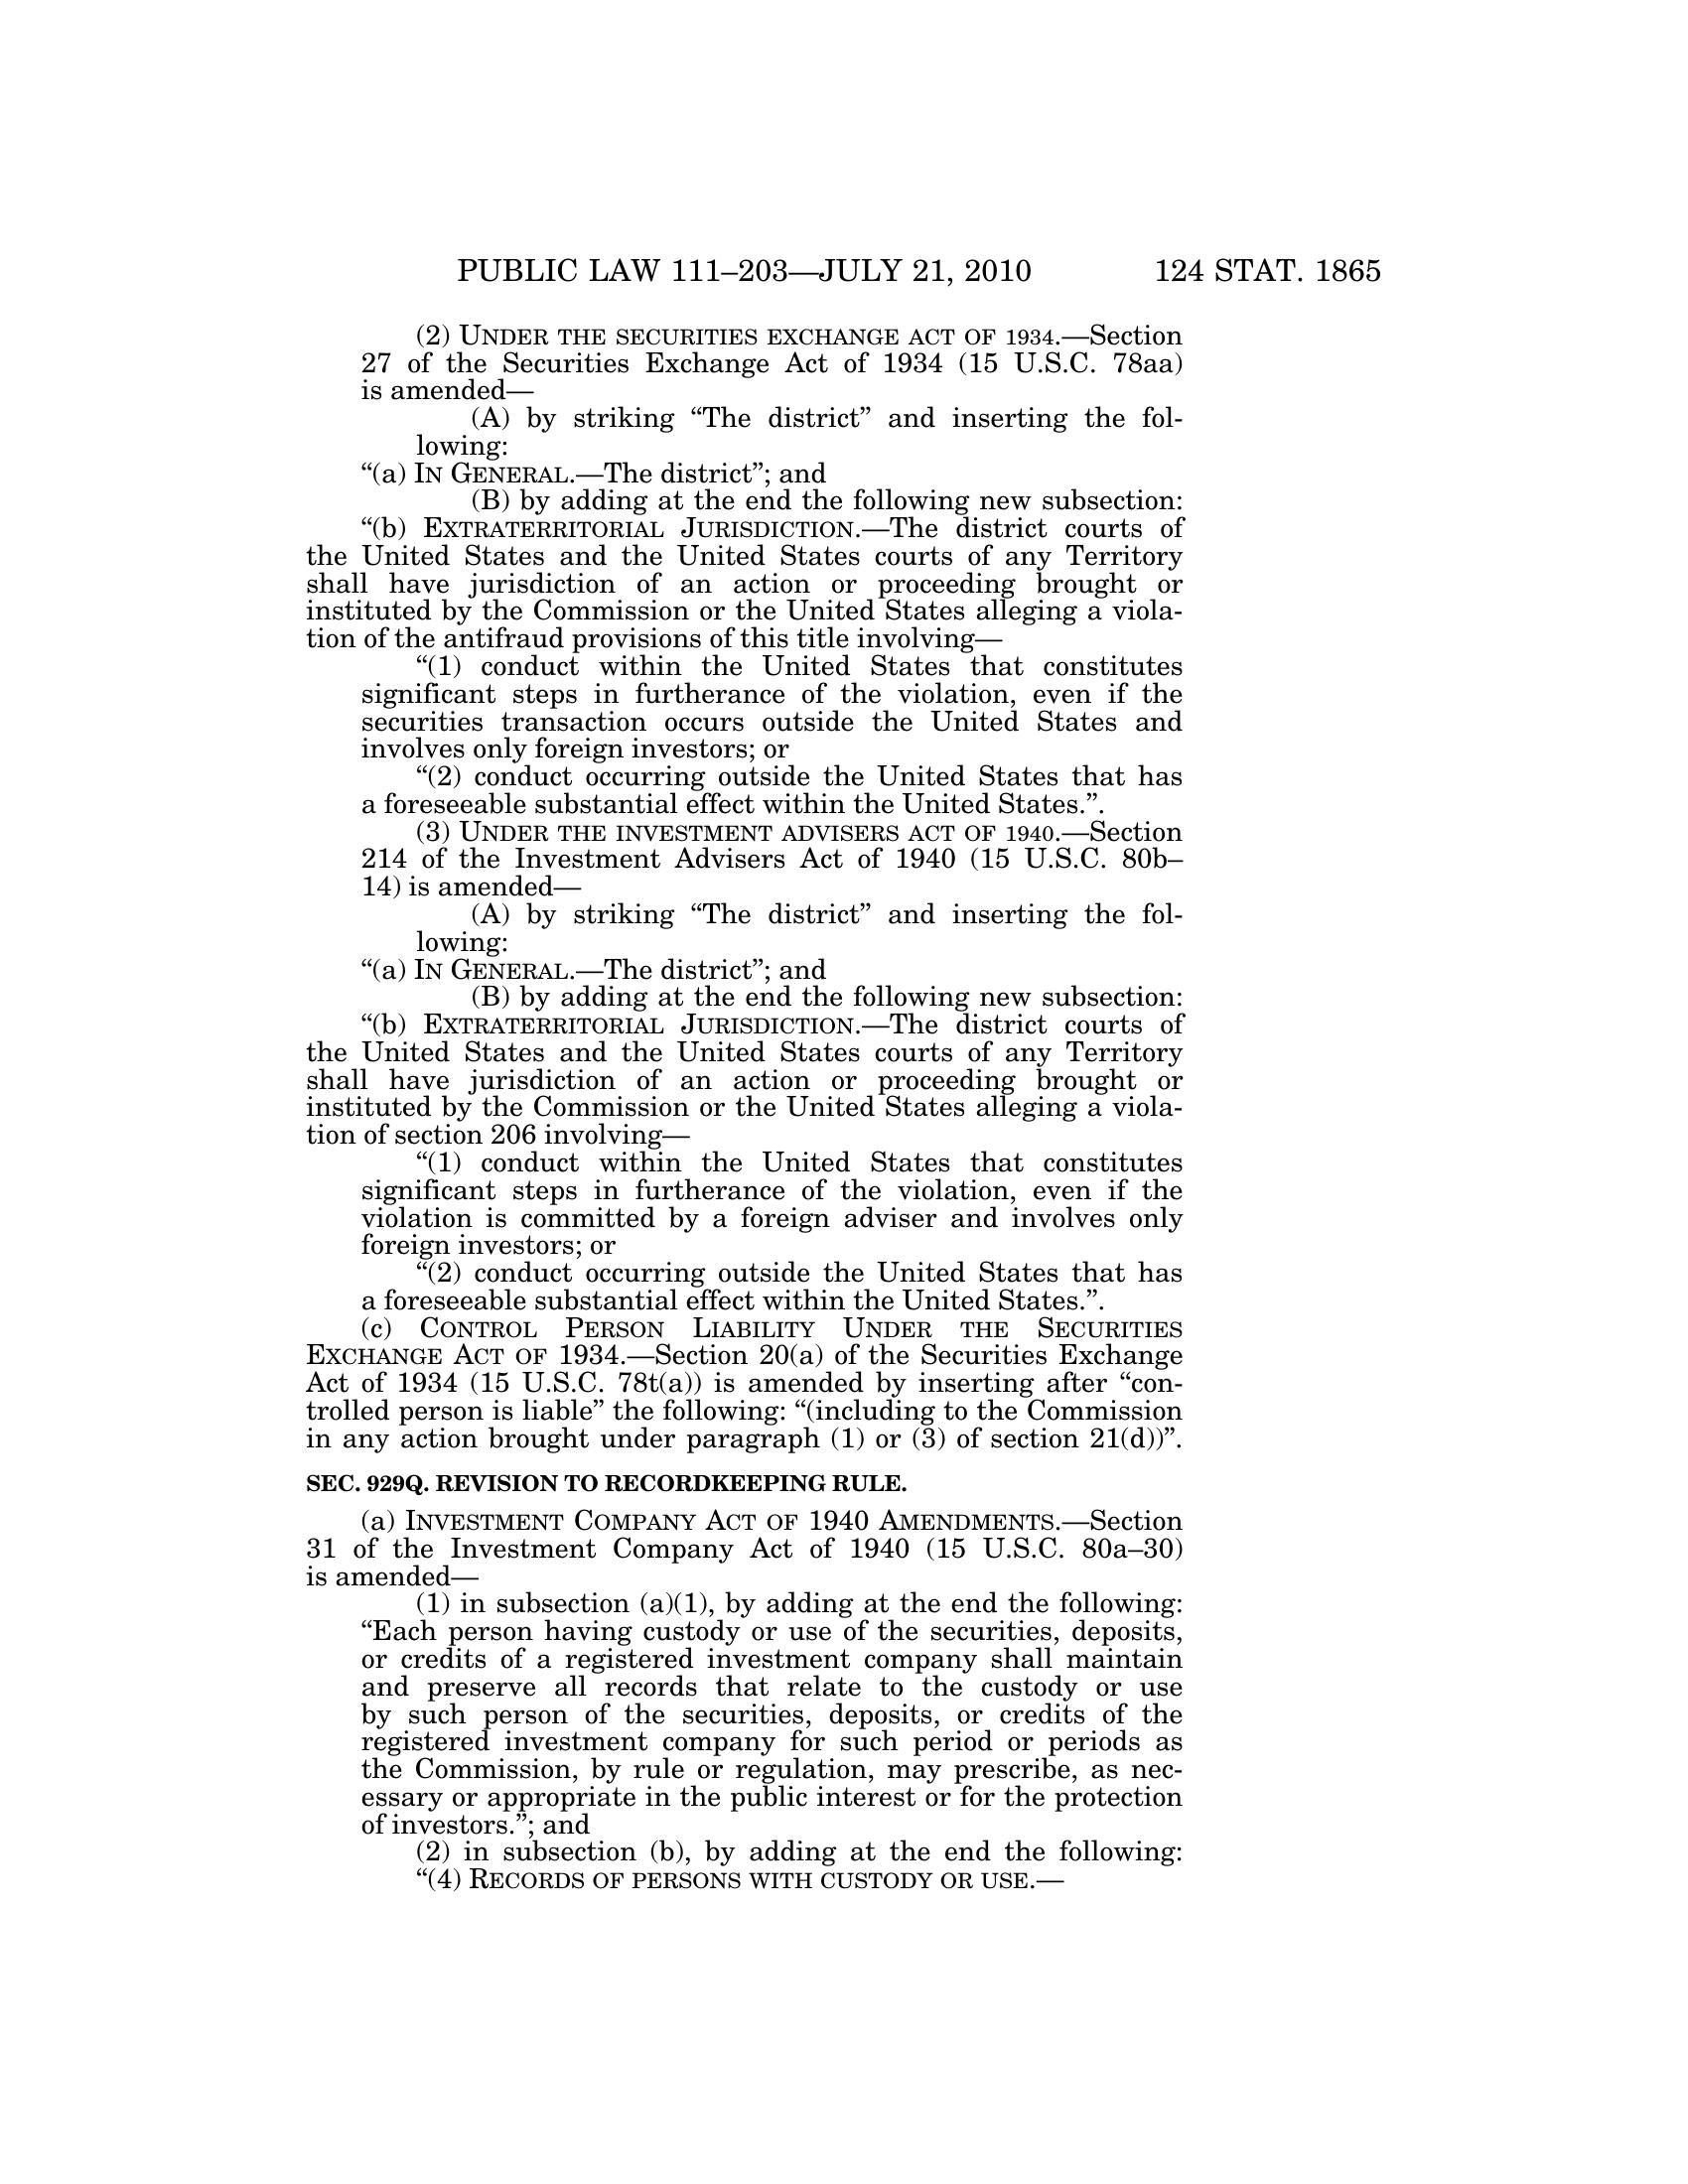 PUBLIC LAW 111–203—JULY 21, 2010 124 STAT. 1865
(2) UNDER THE SECURITIES EXCHANGE ACT OF 1934.—Section
27 of the Securities Exchange Act of 1934 (15 U.S.C. 78aa)
is amended—
(A) by striking “The district” and inserting the fol-
lowing:
“(a) IN GENERAL.—The district”; and
(B) by adding at the end the following new subsection:
“(b) EXTRATERRITORIAL JURISDICTION.—The district courts of
the United States and the United States courts of any Territory
shall have jurisdiction of an action or proceeding brought or
instituted by the Commission or the United States alleging a viola-
tion of the antifraud provisions of this title involving—
“(1) conduct within the United States that constitutes
significant steps in furtherance of the violation, even if the
securities transaction occurs outside the United States and
involves only foreign investors; or
“(2) conduct occurring outside the United States that has
a foreseeable substantial effect within the United States.”.
(3) UNDER THE INVESTMENT ADVISERS ACT OF 1940.—Section
214 of the Investment Advisers Act of 1940 (15 U.S.C. 80b–
14) is amended—
(A) by striking “The district” and inserting the fol-
lowing:
“(a) IN GENERAL.—The district”; and
(B) by adding at the end the following new subsection:
“(b) EXTRATERRITORIAL JURISDICTION.—The district courts of
the United States and the United States courts of any Territory
shall have jurisdiction of an action or proceeding brought or
instituted by the Commission or the United States alleging a viola-
tion of section 206 involving—
“(1) conduct within the United States that constitutes
significant steps in furtherance of the violation, even if the
violation is committed by a foreign adviser and involves only
foreign investors; or
“(2) conduct occurring outside the United States that has
a foreseeable substantial effect within the United States.”.
(c) CONTROL PERSON LIABILITY UNDER THE SECURITIES
EXCHANGE ACT OF 1934.—Section 20(a) of the Securities Exchange
Act of 1934 (15 U.S.C. 78t(a)) is amended by inserting after “con-
trolled person is liable” the following: “(including to the Commission
in any action brought under paragraph (1) or (3) of section 21(d))”.
SEC. 929Q. REVISION TO RECORDKEEPING RULE.
(a) INVESTMENT COMPANY ACT OF 1940 AMENDMENTS.—Section
31 of the Investment Company Act of 1940 (15 U.S.C. 80a–30)
is amended—
(1) in subsection (a)(1), by adding at the end the following:
“Each person having custody or use of the securities, deposits,
or credits of a registered investment company shall maintain
and preserve all records that relate to the custody or use
by such person of the securities, deposits, or credits of the
registered investment company for such period or periods as
the Commission, by rule or regulation, may prescribe, as nec-
essary or appropriate in the public interest or for the protection
of investors.”; and
(2) in subsection (b), by adding at the end the following:
“(4) RECORDS OF PERSONS WITH CUSTODY OR USE.—